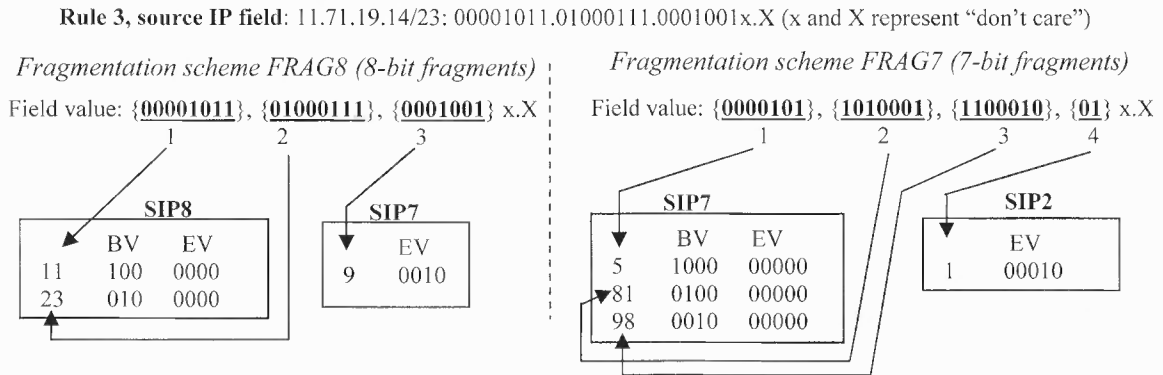 Rule 3, source IP field: 11.71.19.14/23: 00001011.01000111.0001001x.X (x and X represent “don’t care”)
Fragmentation scheme FRAG8 (8-bit fragments)
Field value: {00001011}, {01000111}, {0001001} x.X
1 2 3
SIP8
BV EV
11 100 0000
23 010 0000
SIP7
EV
9 0010
Fragmentation scheme FRAG7 (7-bit fragments)
Field value: {0000101}, {1010001}, {1100010}, {01} x.X
1 2 3 4
SIP7
BV EV
5 1000 00000
81 0100 00000
98 0010 00000
SIP2
EV
1 00010